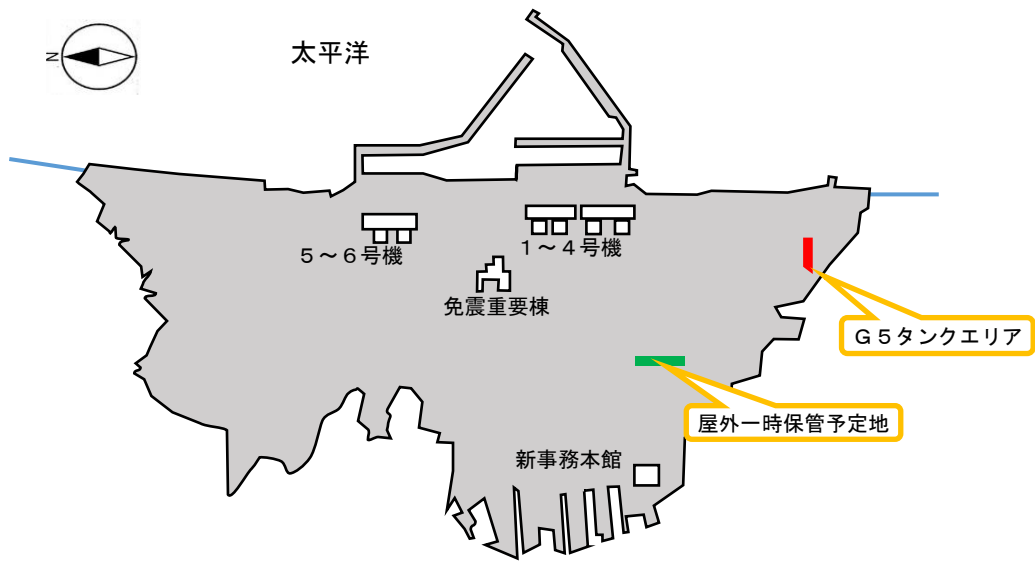 N
太平洋
５～６号機
１～４号機
免震重要棟
Ｇ５タンクエリア
屋外一時保管予定地
新事務本館